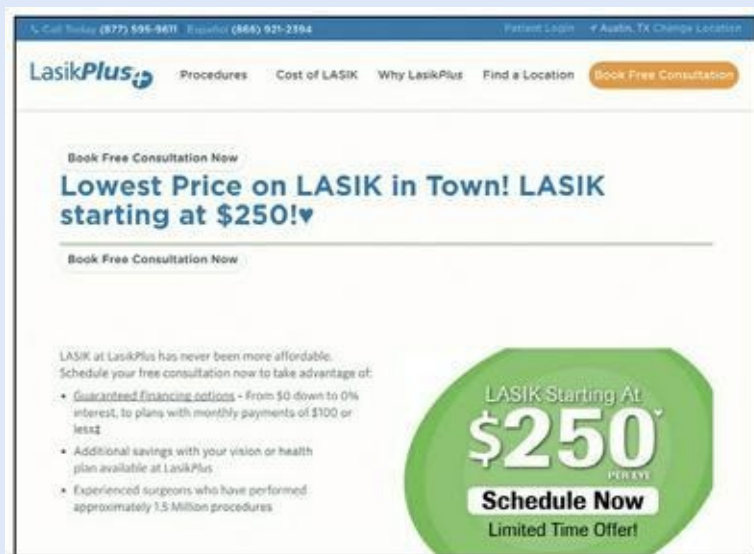 Call Today (877) 595-9611 Español (866) 921-2394
Patient Login Austin, TX Change Location
LasikPlus
Procedures Cost of LASIK Why LasikPlus Find a Location Book Free Consultation
Book Free Consultation Now
Lowest Price on LASIK in Town! LASIK
starting at $250!♥
Book Free Consultation Now
LASIK at LasikPlus has never been more affordable.
Schedule your free consultation now to take advantage of:
• Guaranteed financing options - From $0 down to 0%
interest, to plans with monthly payments of $100 or
less‡
• Additional savings with your vision or health
plan available at LasikPlus
• Experienced surgeons who have performed
approximately 1.5 Million procedures
LASIK Starting At
$250♥
PER EYE
Schedule Now
Limited Time Offer!